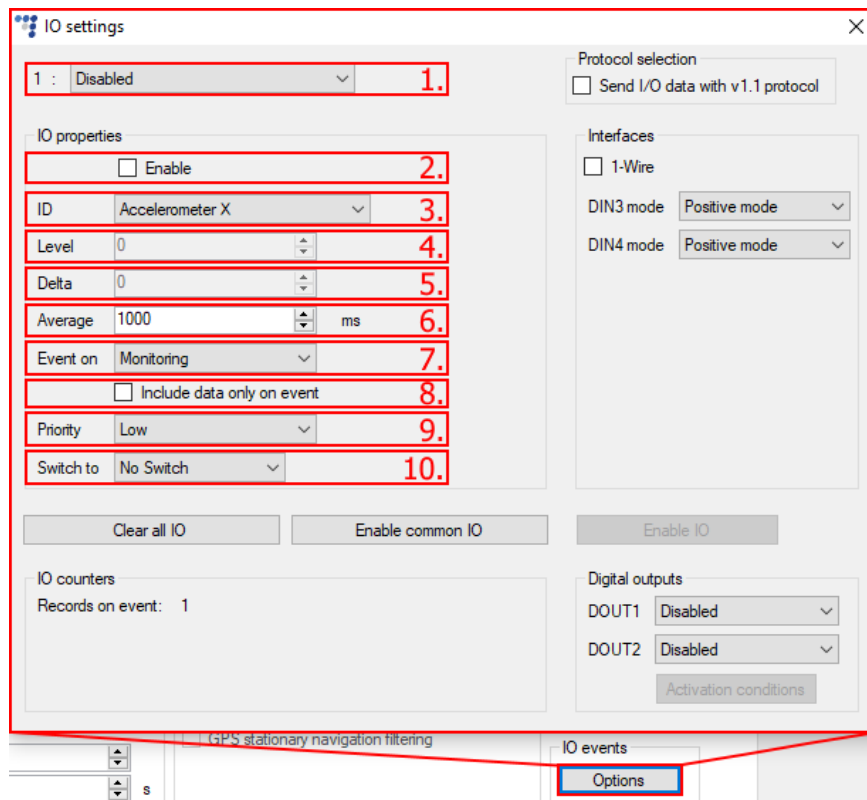 IO settings
1 : Disabled 1.
Protocol selection
Send I/O data with v1.1 protocol
IO properties
Enable 2.
ID Accelerometer X 3.
Level 0 4.
Delta 0 5.
Average 1000 ms 6.
Event on Monitoring 7.
Include data only on event 8.
Priority Low 9.
Switch to No Switch 10.
Interfaces
1-Wire
DIN3 mode Positive mode
DIN4 mode Positive mode
Clear all IO Enable common IO Enable IO
IO counters
Records on event: 1
Digital outputs
DOUT1 Disabled
DOUT2 Disabled
Activation conditions
GPS stationary navigation filtering
s
IO events
Options